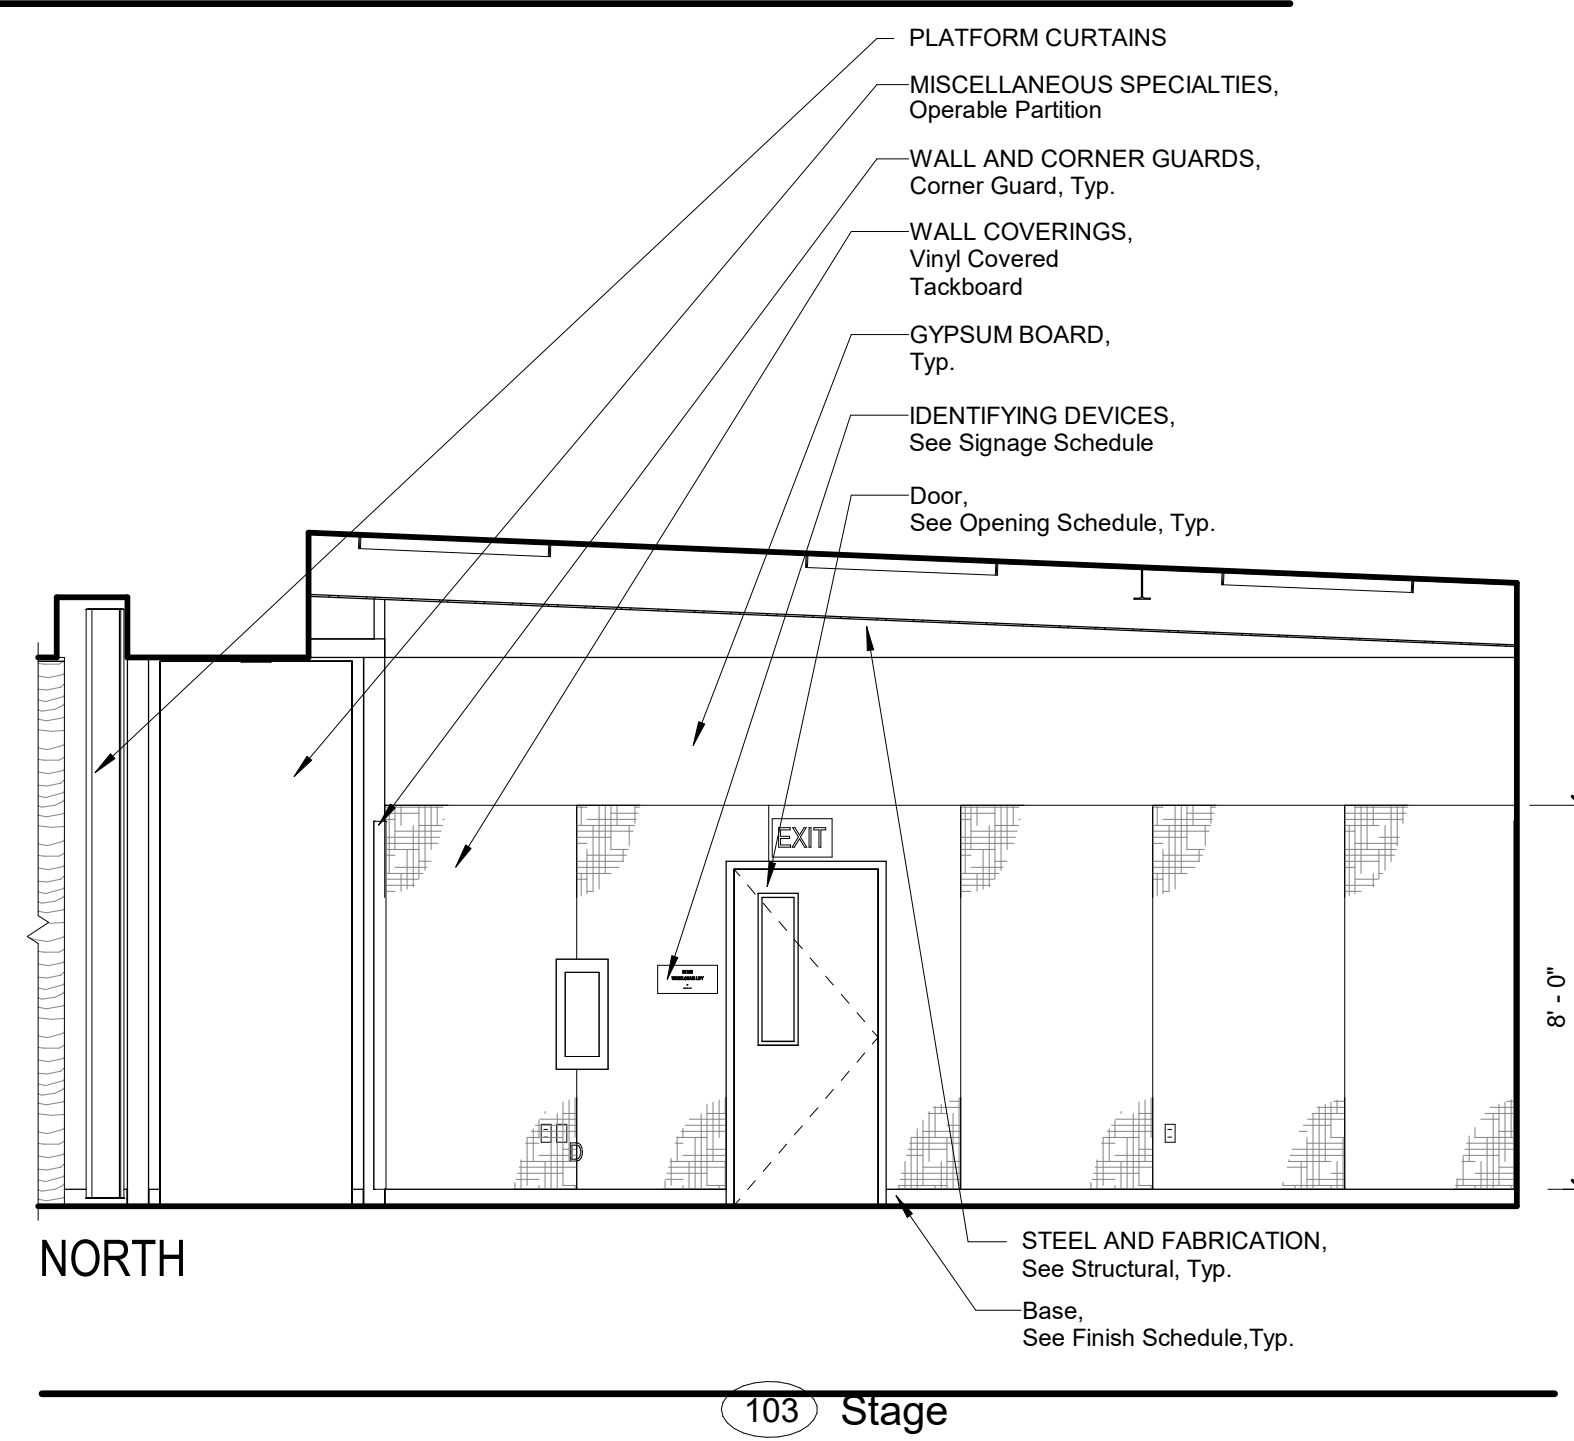 PLATFORM CURTAINS
MISCELLANEOUS SPECIALTIES,
Operable Partition
WALL AND CORNER GUARDS,
Corner Guard, Typ.
WALL COVERINGS,
Vinyl Covered
Tackboard
GYPSUM BOARD,
Typ.
IDENTIFYING DEVICES,
See Signage Schedule
Door,
See Opening Schedule, Typ.
EXIT
8' - 0"
NORTH
STEEL AND FABRICATION,
See Structural, Typ.
Base,
See Finish Schedule,Typ.
103 Stage